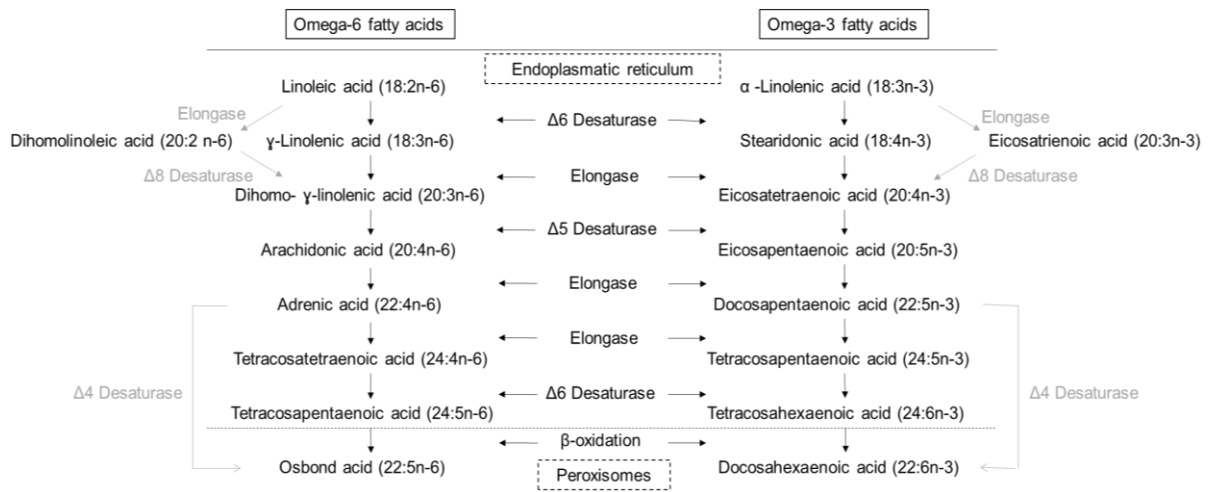 Omega-6 fatty acids
Omega-3 fatty acids
Endoplasmatic reticulum
Linoleic acid (18:2n-6)
α -Linolenic acid (18:3n-3)
Elongase
Elongase
Δ6 Desaturase
Dihomolinoleic acid (20:2 n-6)
ɣ-Linolenic acid (18:3n-6)
Stearidonic acid (18:4n-3)
Eicosatrienoic acid (20:3n-3)
Δ8 Desaturase
Elongase
Δ8 Desaturase
Dihomo- ɣ-linolenic acid (20:3n-6)
Eicosatetraenoic acid (20:4n-3)
Δ5 Desaturase
Arachidonic acid (20:4n-6)
Eicosapentaenoic acid (20:5n-3)
Elongase
Adrenic acid (22:4n-6)
Docosapentaenoic acid (22:5n-3)
Elongase
Tetracosatetraenoic acid (24:4n-6)
Tetracosapentaenoic acid (24:5n-3)
Δ4 Desaturase
Δ6 Desaturase
Δ4 Desaturase
Tetracosapentaenoic acid (24:5n-6)
Tetracosahexaenoic acid (24:6n-3)
β-oxidation
Osbond acid (22:5n-6)
Docosahexaenoic acid (22:6n-3)
Peroxisomes